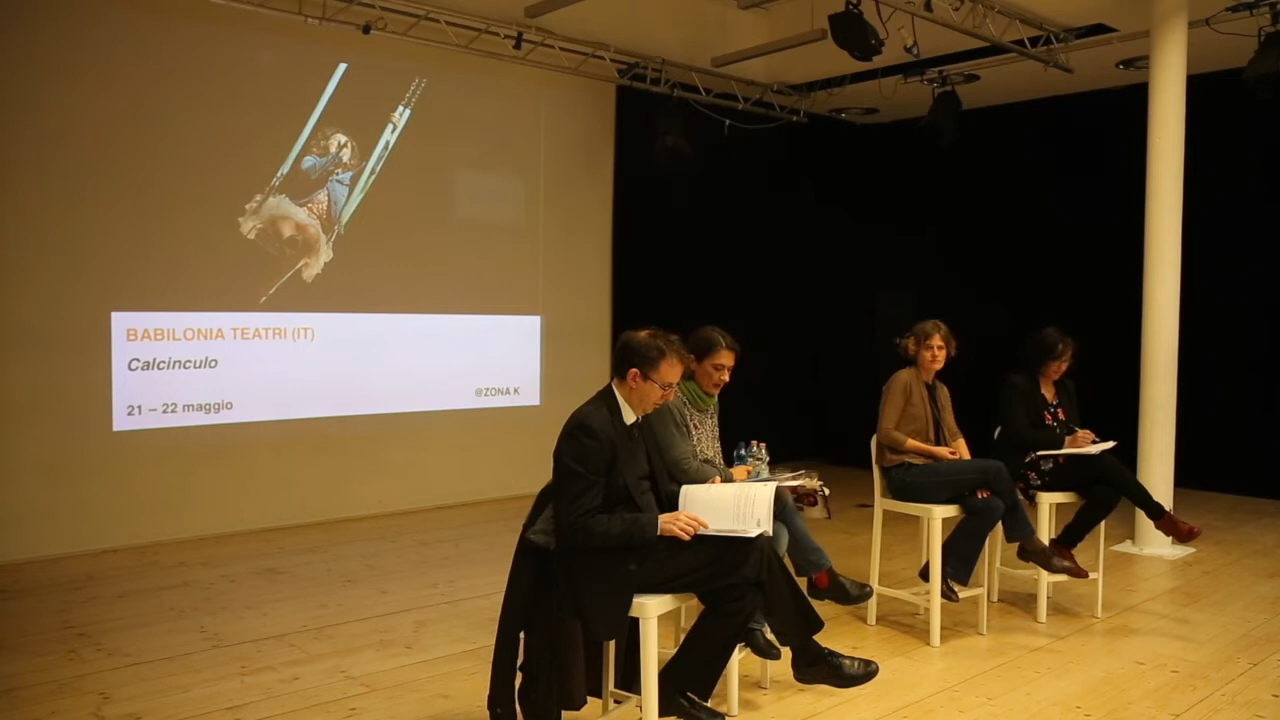 BABILONIA TEATRI (IT)
Calcinculo
@ZONA K
21 – 22 maggio